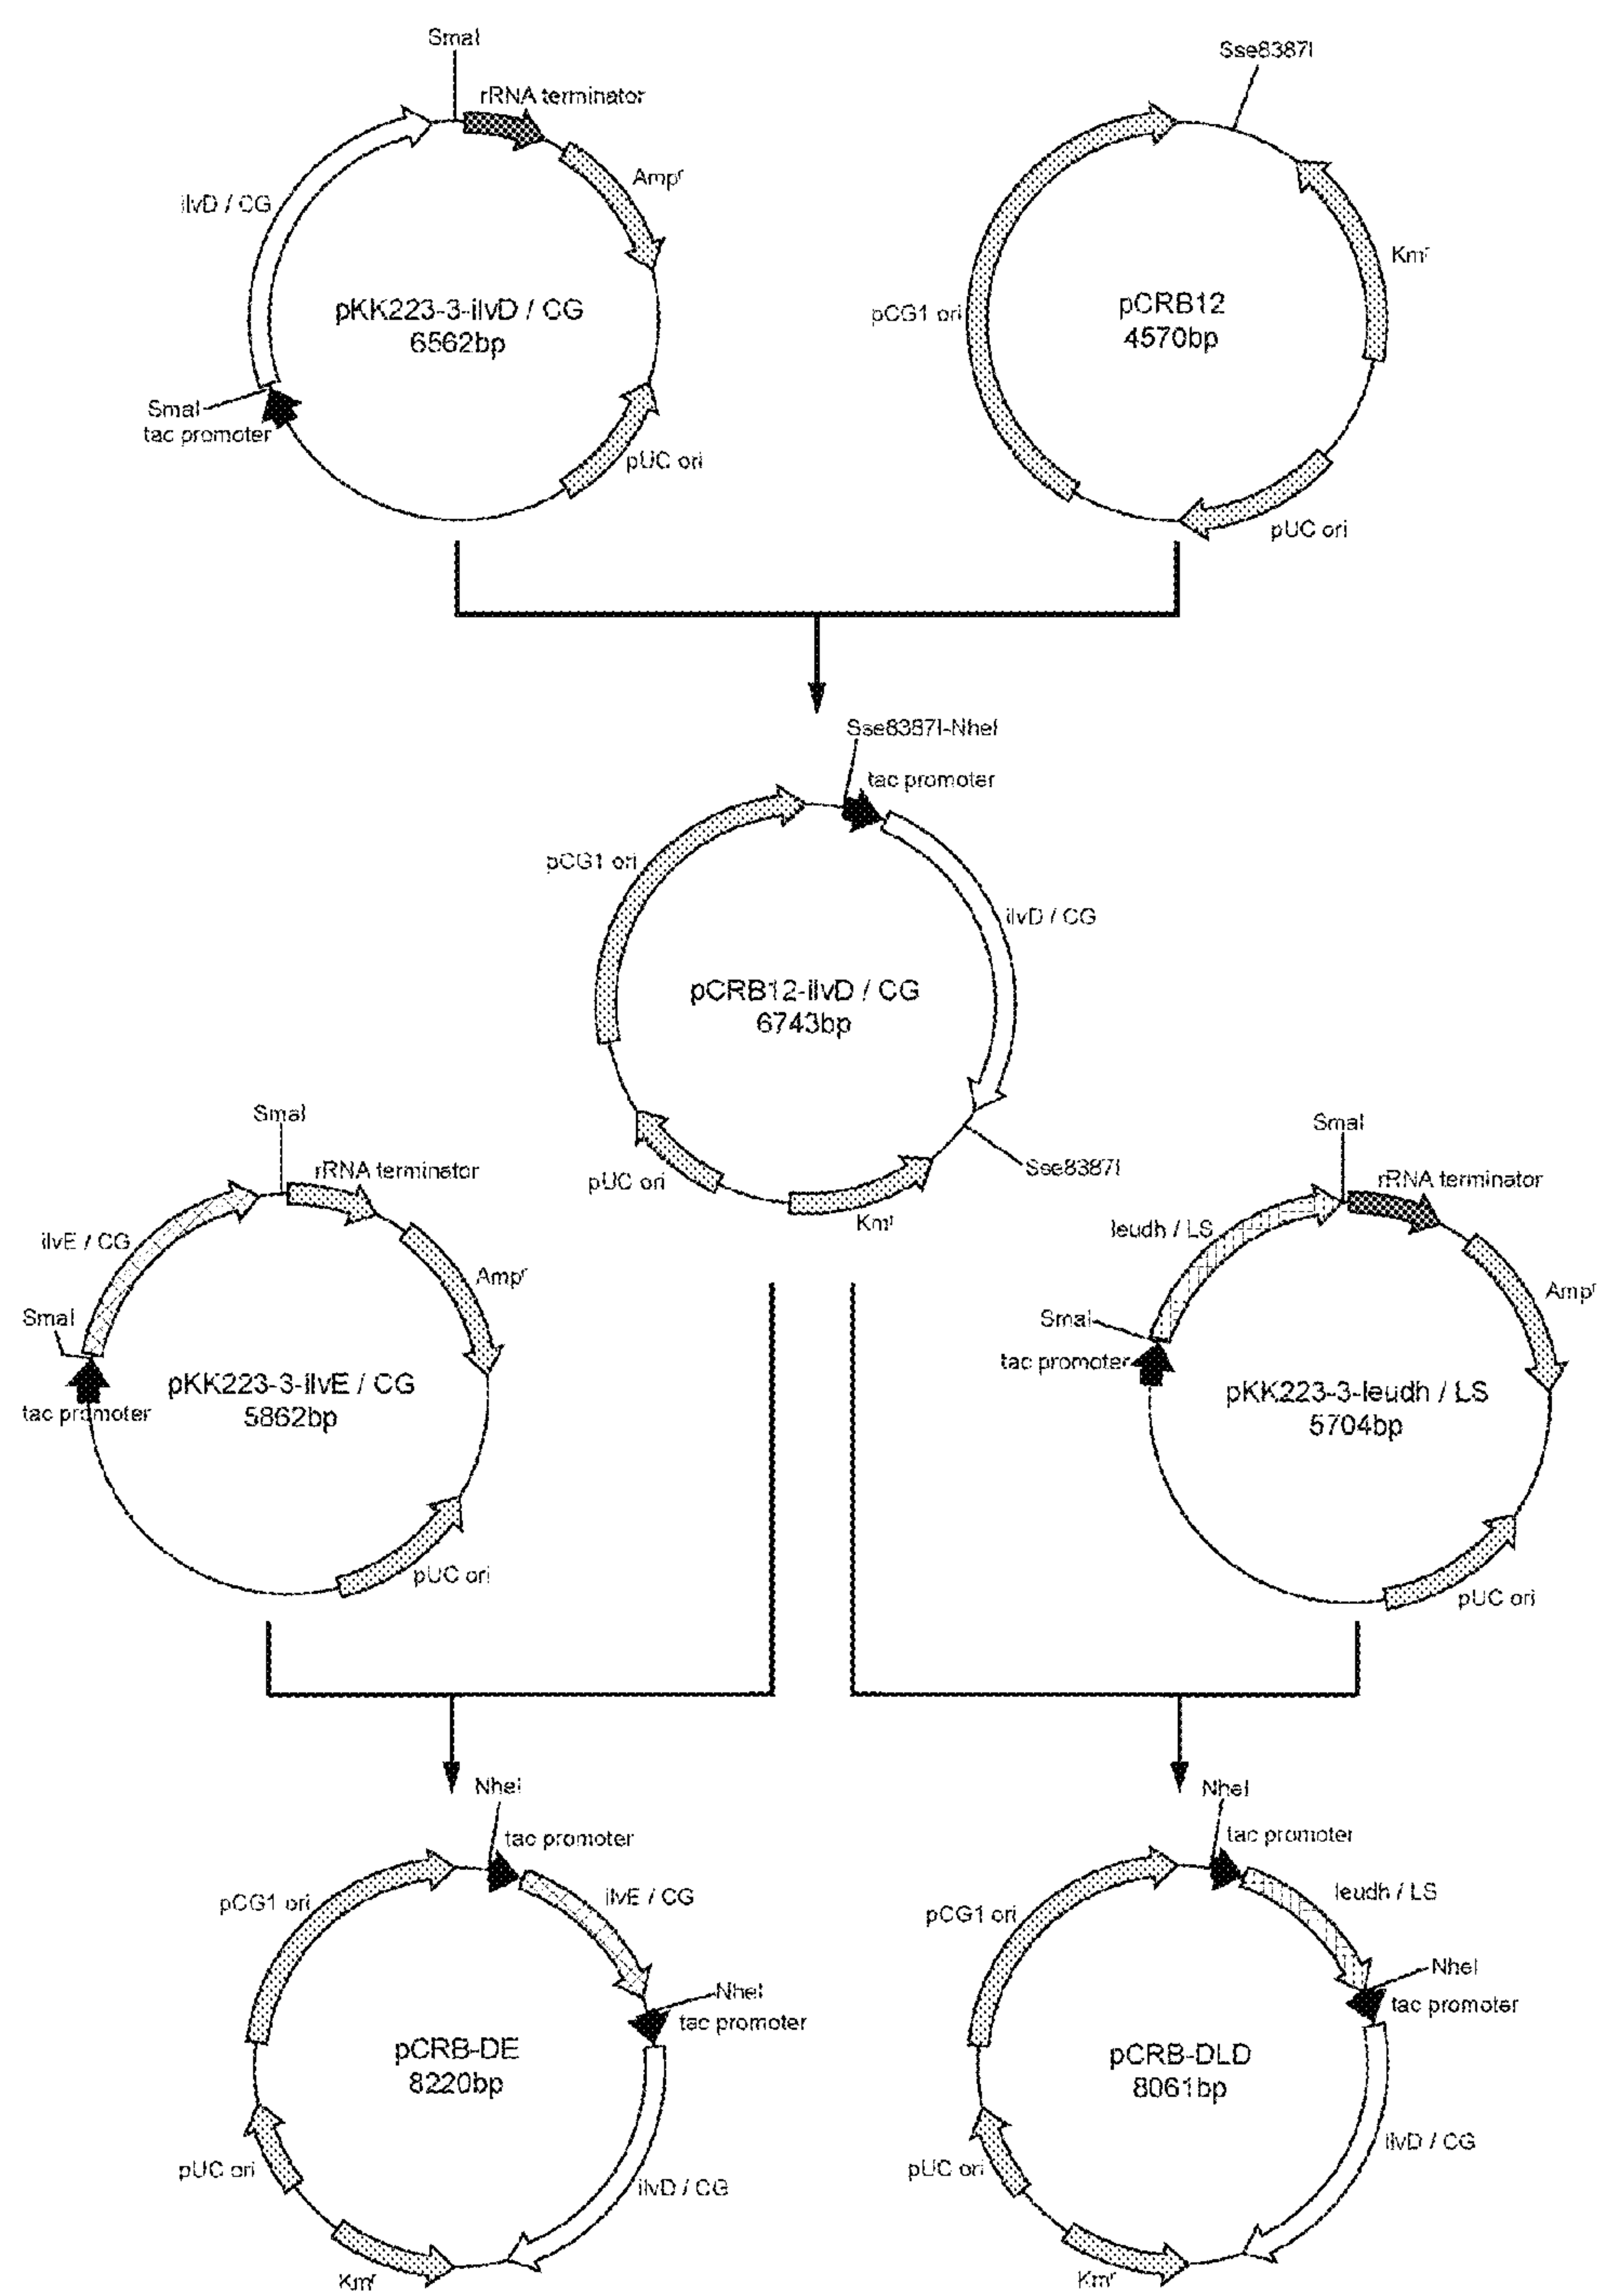 SmaI
rRNA terminator
Ampʳ
ilvD / CG
pKK223-3-ilvD / CG
6562bp
SmaI
tac promoter
pUC ori
Sse8387I
Kmʳ
pCG1 ori
pCRB12
4570bp
pUC ori
Sse8387I-NheI
tac promoter
pCG1 ori
ilvD / CG
pCRB12-ilvD / CG
6743bp
Sse8387I
pUC ori
Kmʳ
SmaI
rRNA terminator
ilvE / CG
Ampʳ
SmaI
tac promoter
pKK223-3-ilvE / CG
5862bp
pUC ori
SmaI
rRNA terminator
leudh / LS
Ampʳ
SmaI
tac promoter
pKK223-3-leudh / LS
5704bp
pUC ori
NheI
tac promoter
pCG1 ori
ilvE / CG
NheI
tac promoter
pCRB-DE
8220bp
pUC ori
ilvD / CG
Kmʳ
NheI
tac promoter
leudh / LS
pCG1 ori
NheI
tac promoter
pCRB-DLD
8061bp
ilvD / CG
pUC ori
Kmʳ